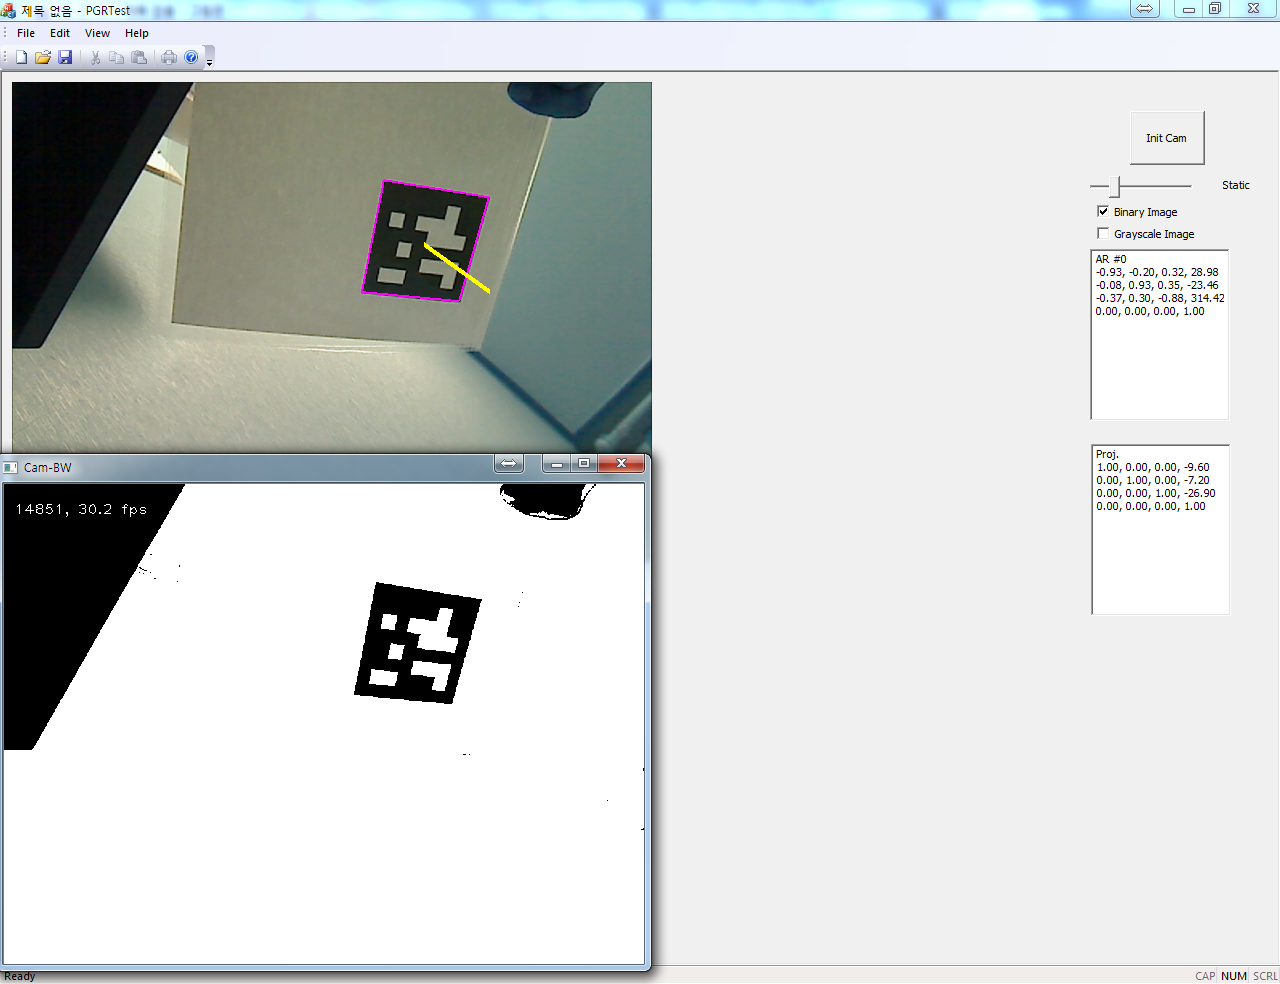 제목 없음 - PGRTest
File Edit View Help
Init Cam
Static
Binary Image
Grayscale Image
AR #0
-0.93, -0.20, 0.32, 28.98
-0.08, 0.93, 0.35, -23.46
-0.37, 0.30, -0.88, 314.42
0.00, 0.00, 0.00, 1.00
Proj.
1.00, 0.00, 0.00, -9.60
0.00, 1.00, 0.00, -7.20
0.00, 0.00, 1.00, -26.90
0.00, 0.00, 0.00, 1.00
Cam-BW
14851, 30.2 fps
Ready
CAP NUM SCRL